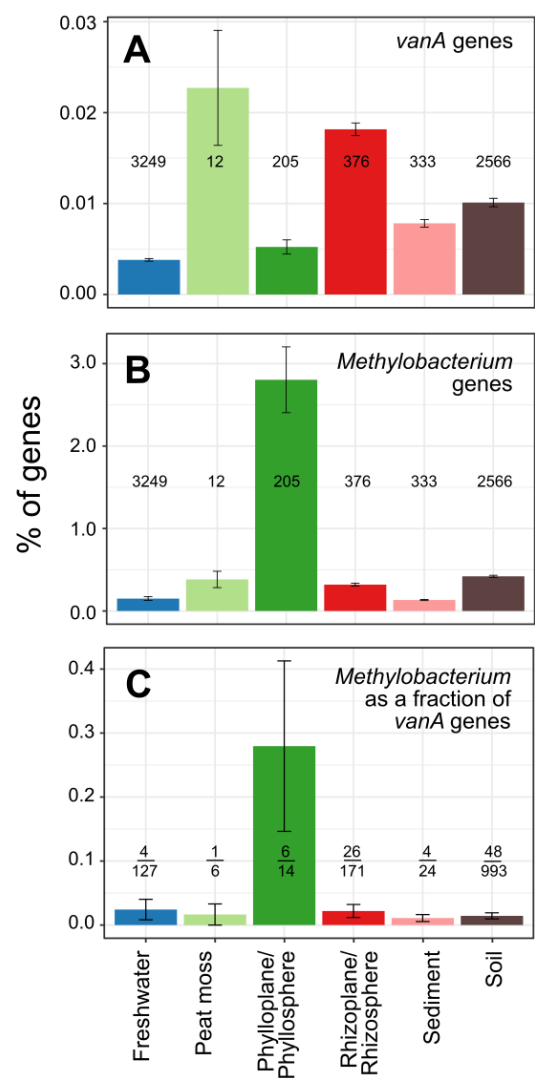 % of genes
A
vanA genes
0.03
0.02
0.01
0.00
3249 12 205 376 333 2566
B
Methylobacterium
genes
3.0
2.0
1.0
0.0
3249 12 205 376 333 2566
C
Methylobacterium
as a fraction of
vanA genes
0.4
0.3
0.2
0.1
0.0
4 1 6 26 4 48
127 6 14 171 24 993
Freshwater
Peat moss
Phylloplane/
Phyllosphere
Rhizoplane/
Rhizosphere
Sediment
Soil